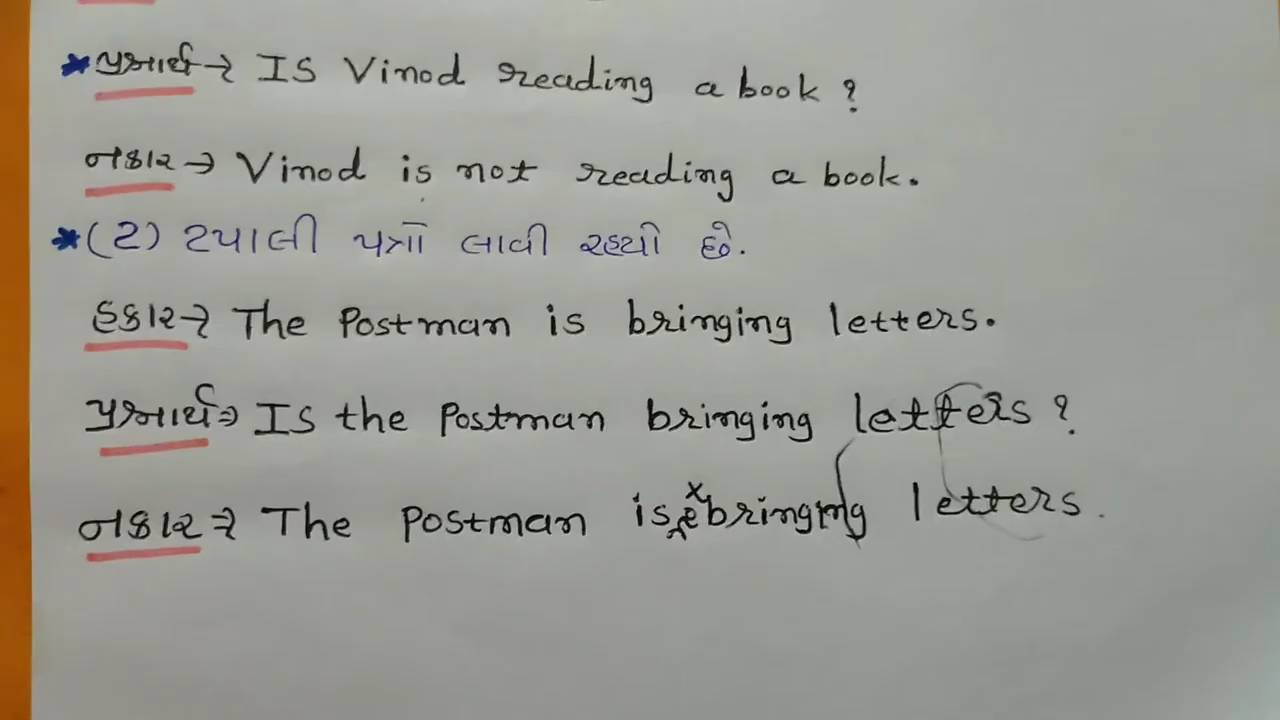 * પ્રશ્નાર્થ → Is Vinod reading a book ?
નકાર → Vinod is not reading a book.
* (2) ટપાલી પત્રો લાવી રહ્યો છે.
હકાર → The Postman is bringing letters.
પ્રશ્નાર્થ → Is the Postman bringing letters ?
નકાર → The Postman is bringing letters.